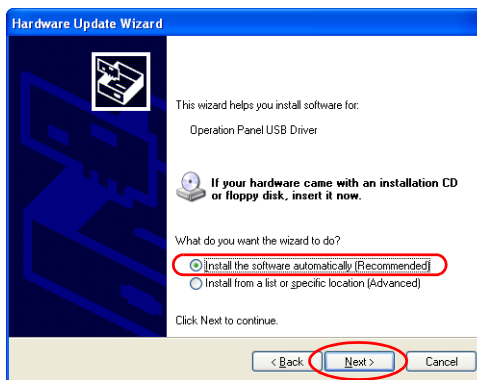 Hardware Update Wizard
This wizard helps you install software for:
Operation Panel USB Driver
If your hardware came with an installation CD
or floppy disk, insert it now.
What do you want the wizard to do?
Install the software automatically (Recommended)
Install from a list or specific location (Advanced)
Click Next to continue.
< Back Next > Cancel